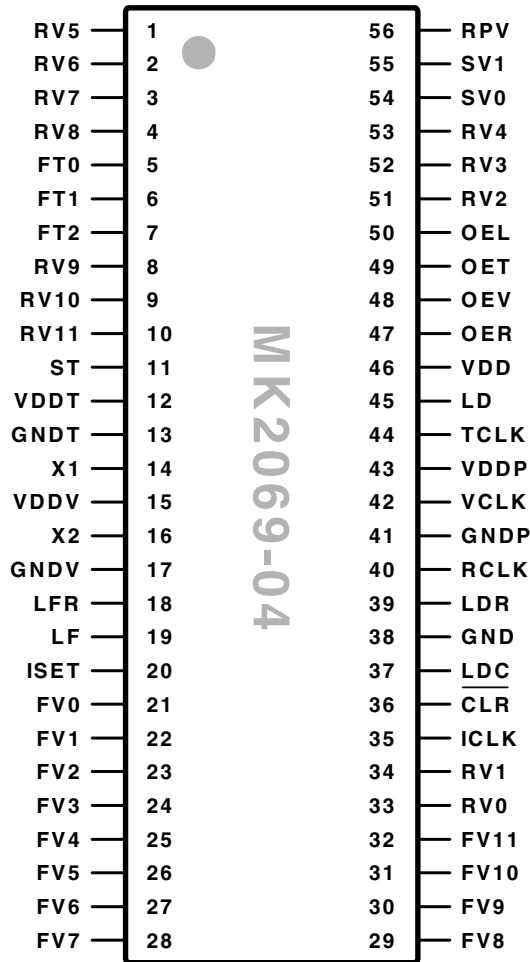 RV5 1 56 RPV
RV6 2 55 SV1
RV7 3 54 SV0
RV8 4 53 RV4
FT0 5 52 RV3
FT1 6 51 RV2
FT2 7 50 OEL
RV9 8 49 OET
RV10 9 48 OEV
RV11 10 47 OER
ST 11 46 VDD
VDDT 12 45 LD
GNDT 13 44 TCLK
X1 14 43 VDDP
VDDV 15 42 VCLK
X2 16 41 GNDP
GNDV 17 40 RCLK
LFR 18 39 LDR
LF 19 38 GND
ISET 20 37 LDC
FV0 21 36 CLR
FV1 22 35 ICLK
FV2 23 34 RV1
FV3 24 33 RV0
FV4 25 32 FV11
FV5 26 31 FV10
FV6 27 30 FV9
FV7 28 29 FV8
MK2069-04